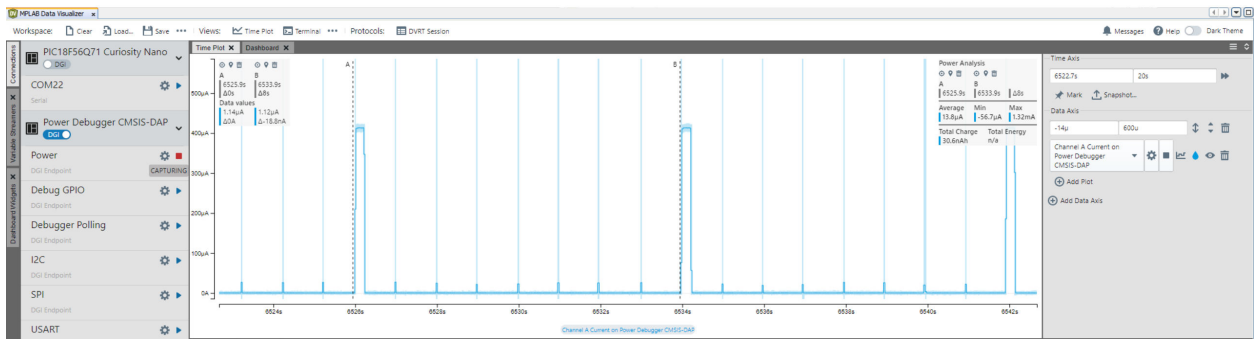 MPLAB Data Visualizer x
Workspace: Clear Load... Save ••• Views: Time Plot Terminal ••• Protocols: DVRT Session Messages Help Dark Theme
Connections
Variable Streamers
Dashboard Widgets
PIC18F56Q71 Curiosity Nano
DGI
COM22
Serial
Power Debugger CMSIS-DAP
DGI
Power
DGI Endpoint CAPTURING
Debug GPIO
DGI Endpoint
Debugger Polling
DGI Endpoint
I2C
DGI Endpoint
SPI
DGI Endpoint
USART
Time Plot X Dashboard X
A B
6525.9s 6533.9s
Δ0s Δ8s
Data values
1.14µA 1.12µA
Δ0A Δ-18.8nA
A
B
Power Analysis
A B
6525.9s 6533.9s Δ8s
Average Min Max
13.8µA -56.7µA 1.32mA
Total Charge Total Energy
30.6nAh n/a
500µA
400µA
300µA
200µA
100µA
0A
6524s 6526s 6528s 6530s 6532s 6534s 6536s 6538s 6540s 6542s
Channel A Current on Power Debugger CMSIS-DAP
Time Axis
6522.7s 20s
Mark Snapshot...
Data Axis
-14µ 600u
Channel A Current on
Power Debugger
CMSIS-DAP
Add Plot
Add Data Axis